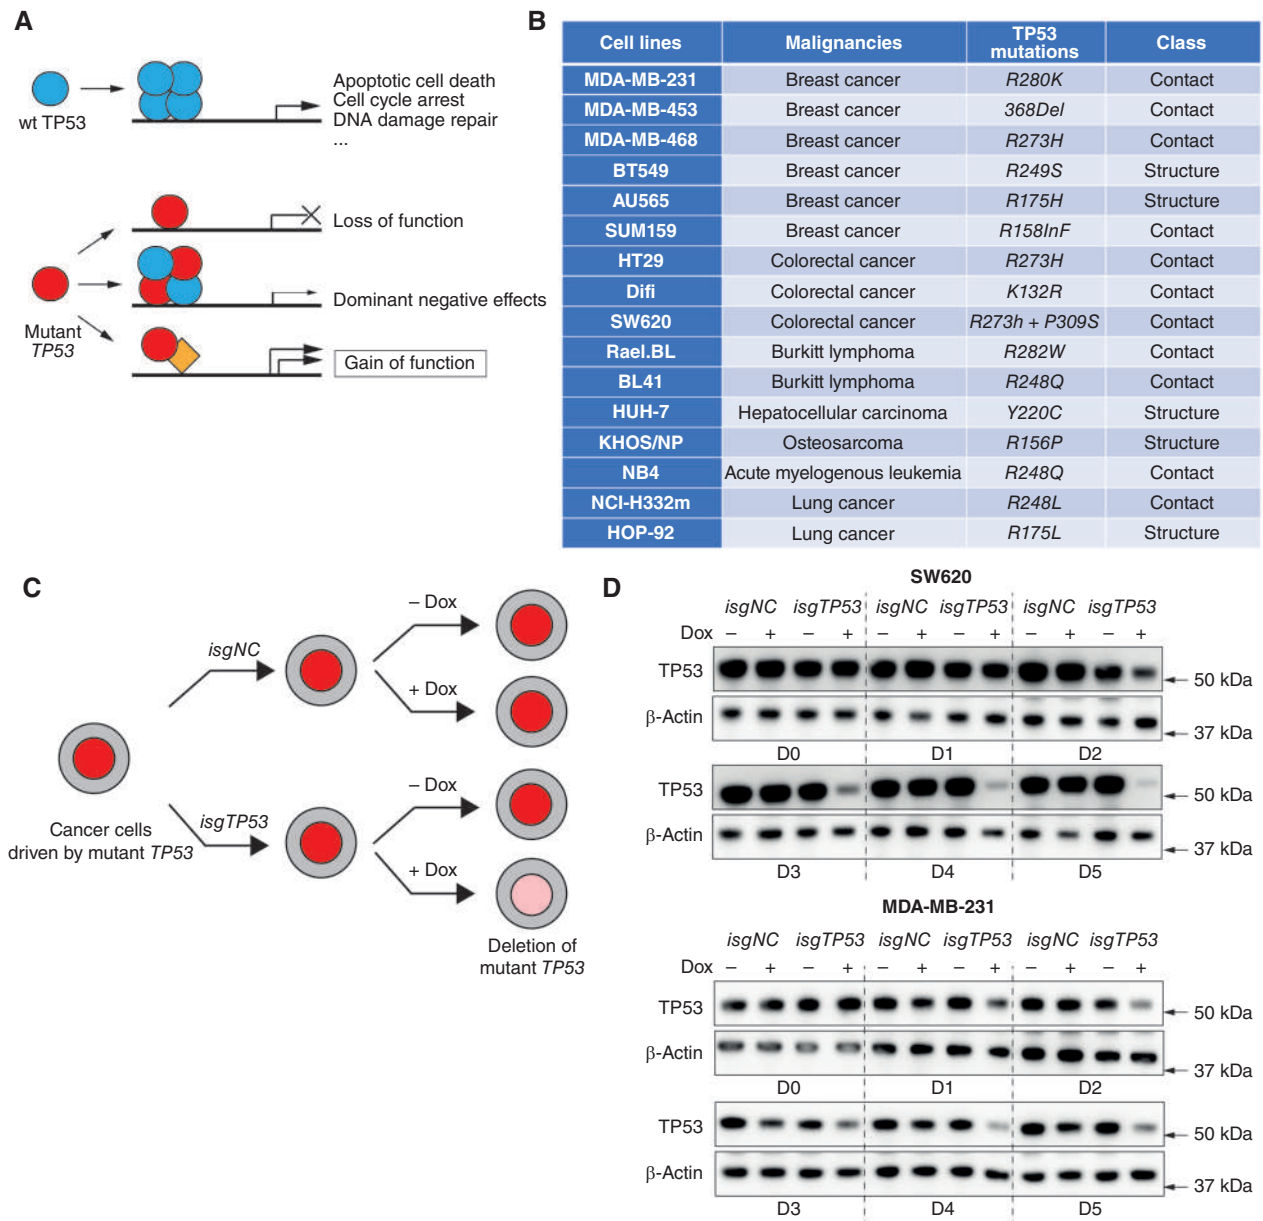 A
wt TP53
Apoptotic cell death
Cell cycle arrest
DNA damage repair
...
Mutant
TP53
Loss of function
Dominant negative effects
Gain of function
B
Cell lines Malignancies TP53 mutations Class
MDA-MB-231 Breast cancer R280K Contact
MDA-MB-453 Breast cancer 368Del Contact
MDA-MB-468 Breast cancer R273H Contact
BT549 Breast cancer R249S Structure
AU565 Breast cancer R175H Structure
SUM159 Breast cancer R158InF Contact
HT29 Colorectal cancer R273H Contact
Difi Colorectal cancer K132R Contact
SW620 Colorectal cancer R273h + P309S Contact
Rael.BL Burkitt lymphoma R282W Contact
BL41 Burkitt lymphoma R248Q Contact
HUH-7 Hepatocellular carcinoma Y220C Structure
KHOS/NP Osteosarcoma R156P Structure
NB4 Acute myelogenous leukemia R248Q Contact
NCI-H332m Lung cancer R248L Contact
HOP-92 Lung cancer R175L Structure
C
Cancer cells
driven by mutant TP53
isgNC
isgTP53
– Dox
+ Dox
– Dox
+ Dox
Deletion of
mutant TP53
D
SW620
isgNC isgTP53 isgNC isgTP53 isgNC isgTP53
Dox – + – + – + – + – + – +
TP53 50 kDa
β-Actin 37 kDa
D0 D1 D2
TP53 50 kDa
β-Actin 37 kDa
D3 D4 D5
MDA-MB-231
isgNC isgTP53 isgNC isgTP53 isgNC isgTP53
Dox – + – + – + – + – + – +
TP53 50 kDa
β-Actin 37 kDa
D0 D1 D2
TP53 50 kDa
β-Actin 37 kDa
D3 D4 D5